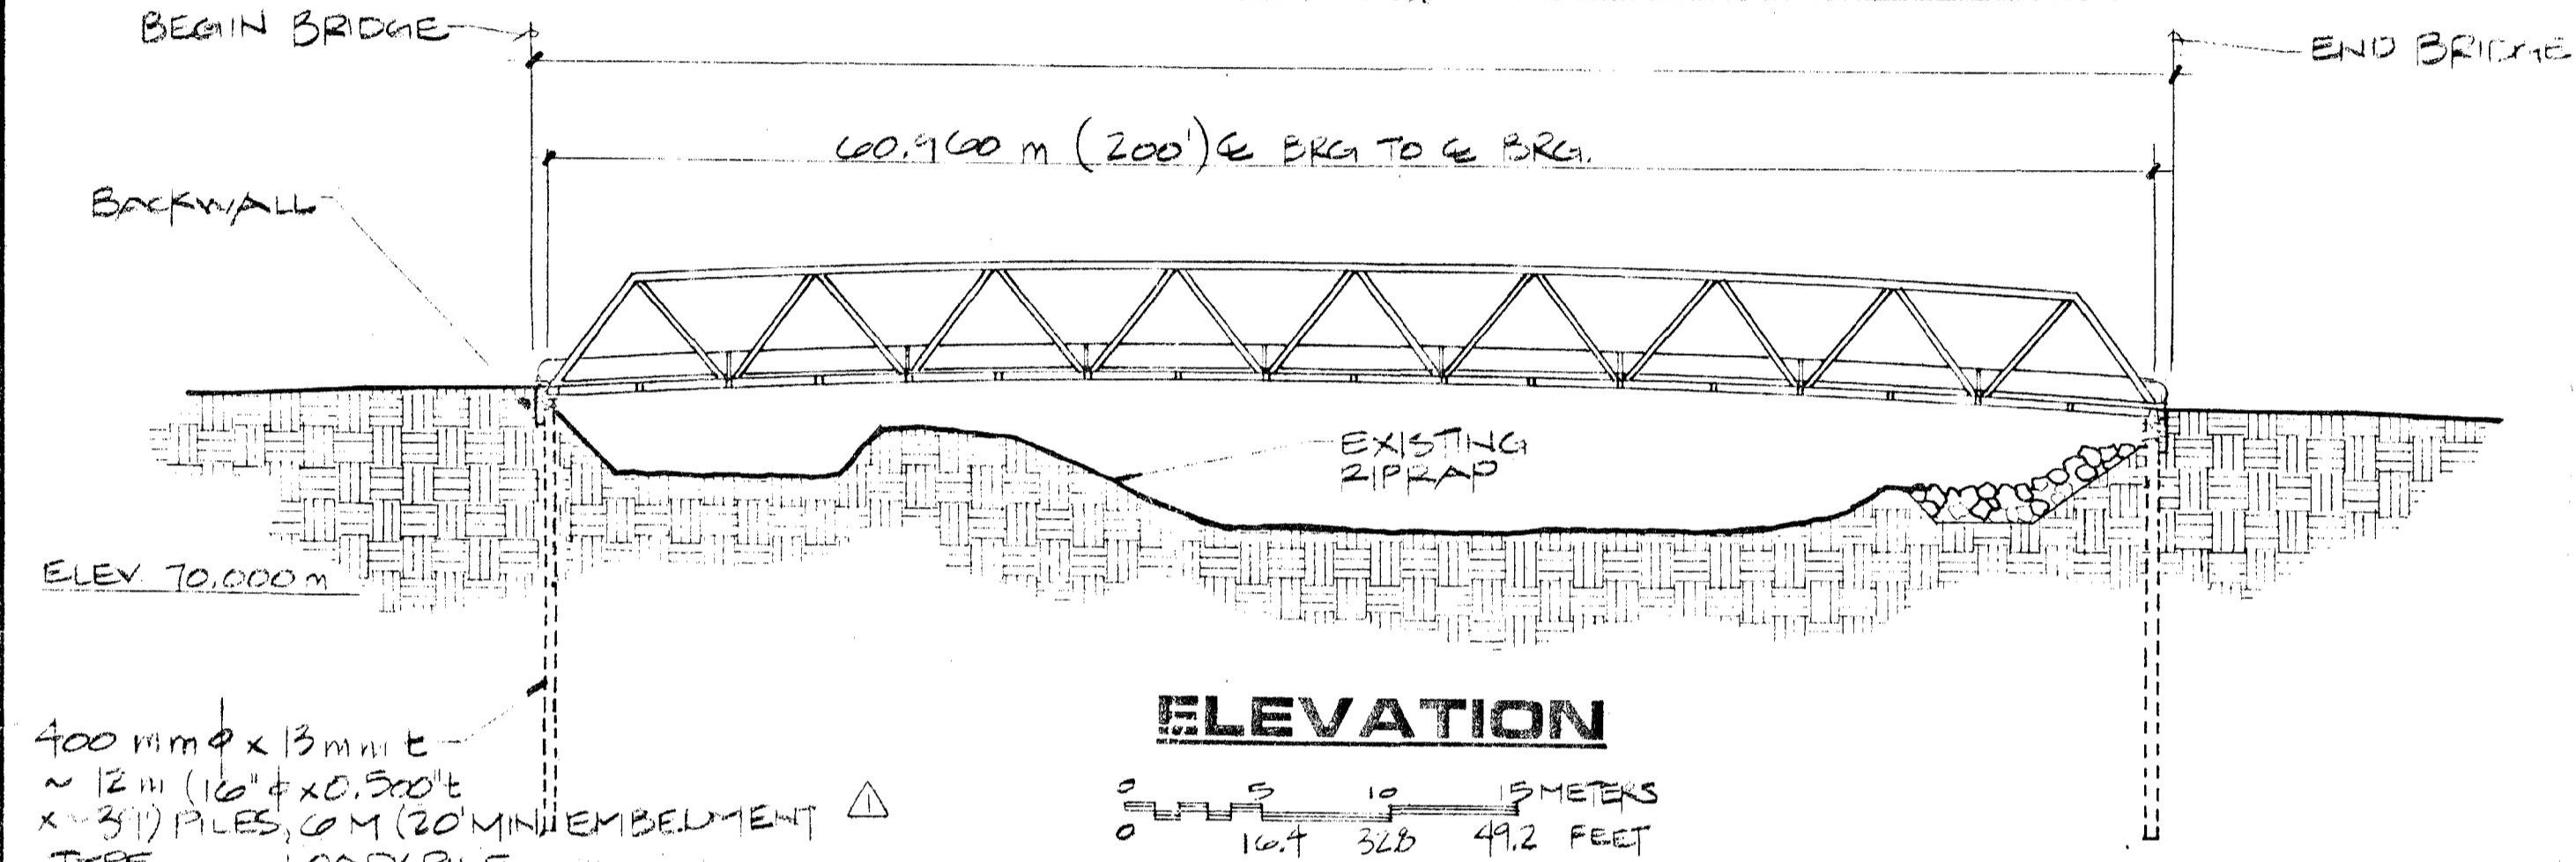 BEGIN BRIDGE
END BRIDGE
60.960 m (200') ℄ BRG TO ℄ BRG.
BACKWALL
EXISTING
RIPRAP
ELEV. 70.000 m
400 mm ϕ x 13 mm t
~ 12 m (16" ϕ x 0.500" t
x ~ 39') PILES, 6 M (20' MIN) EMBEDMENT
1
ELEVATION
0 5 10 15 METERS
0 16.4 32.8 49.2 FEET